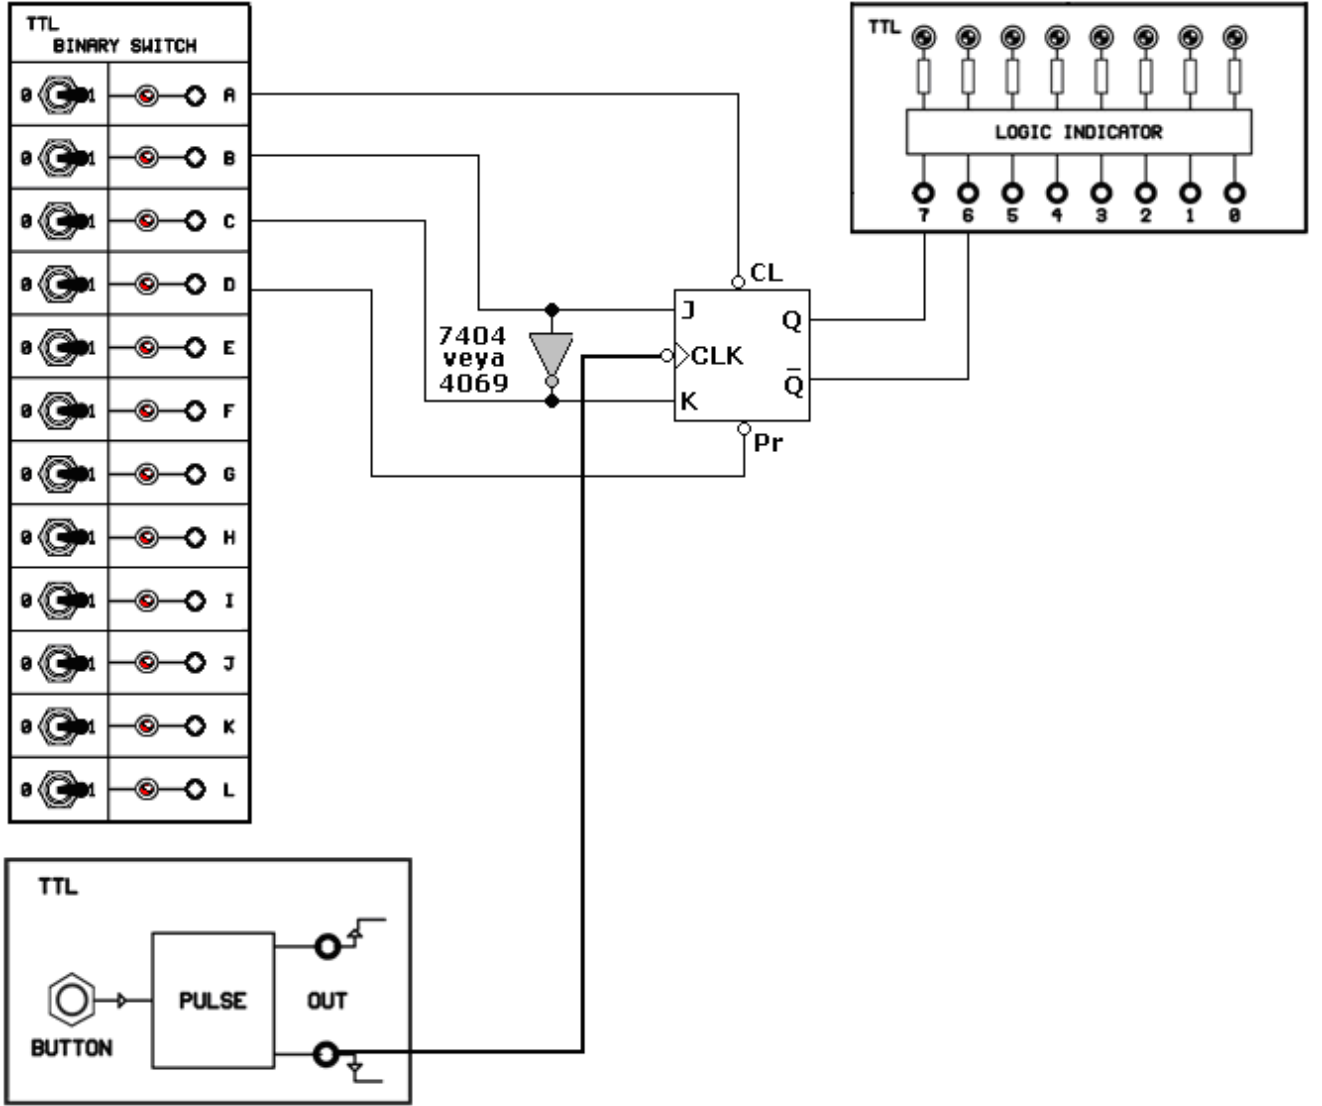 TTL
BINARY SWITCH
0 1 A
0 1 B
0 1 C
0 1 D
0 1 E
0 1 F
0 1 G
0 1 H
0 1 I
0 1 J
0 1 K
0 1 L
TTL
LOGIC INDICATOR
7 6 5 4 3 2 1 0
CL
J
Q
7404
veya
4069
CLK
Q̅
K
Pr
TTL
PULSE
OUT
BUTTON